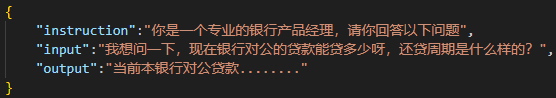 {
"instruction":"你是一个专业的银行产品经理，请你回答以下问题",
"input":"我想问一下，现在银行对公的贷款能贷多少呀，还贷周期是什么样的？",
"output":"当前本银行对公贷款........"
}